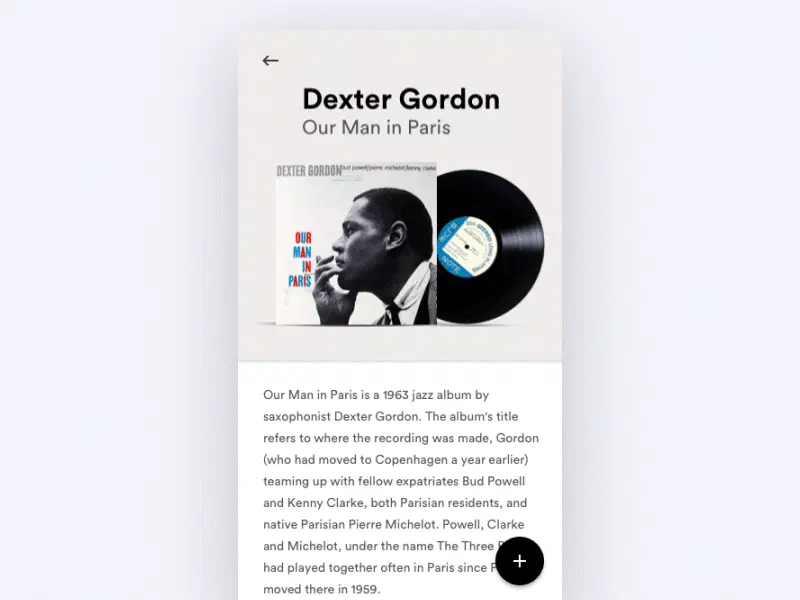 Dexter Gordon
Our Man in Paris
DEXTER GORDON bud powell/pierre michelot/kenny clarke
OUR
MAN
IN
PARIS
NOTE
Our Man in Paris is a 1963 jazz album by
saxophonist Dexter Gordon. The album's title
refers to where the recording was made, Gordon
(who had moved to Copenhagen a year earlier)
teaming up with fellow expatriates Bud Powell
and Kenny Clarke, both Parisian residents, and
native Parisian Pierre Michelot. Powell, Clarke
and Michelot, under the name The Three
had played together often in Paris since
moved there in 1959.